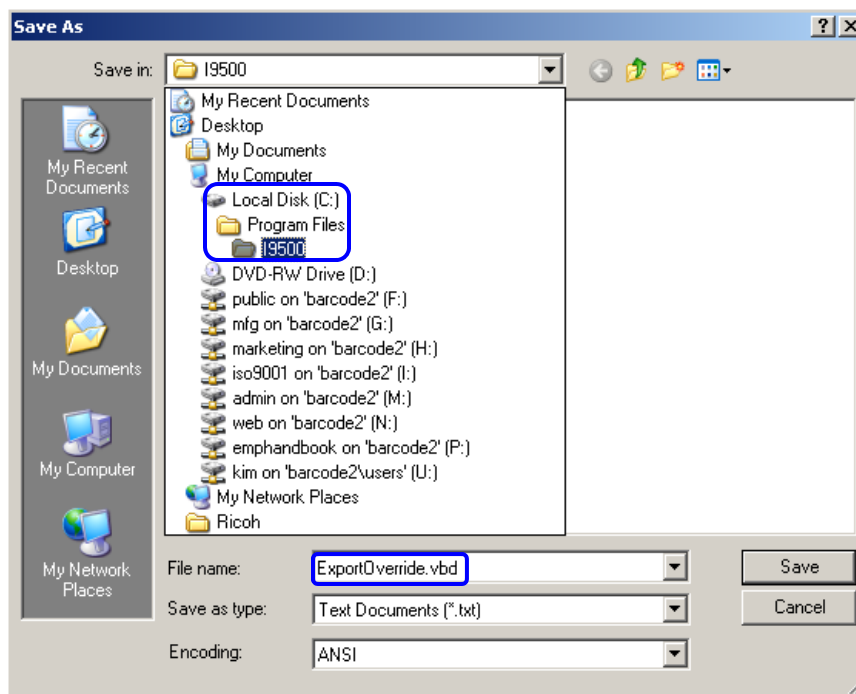 Save As
Save in:
I9500
My Recent Documents
Desktop
My Documents
My Computer
Local Disk (C:)
Program Files
I9500
DVD-RW Drive (D:)
public on 'barcode2' (F:)
mfg on 'barcode2' (G:)
marketing on 'barcode2' (H:)
iso9001 on 'barcode2' (I:)
admin on 'barcode2' (M:)
web on 'barcode2' (N:)
emphandbook on 'barcode2' (P:)
kim on 'barcode2\users' (U:)
My Network Places
Ricoh
My Recent
Documents
Desktop
My Documents
My Computer
My Network
Places
File name:
ExportOverride.vbd
Save
Save as type:
Text Documents (*.txt)
Cancel
Encoding:
ANSI